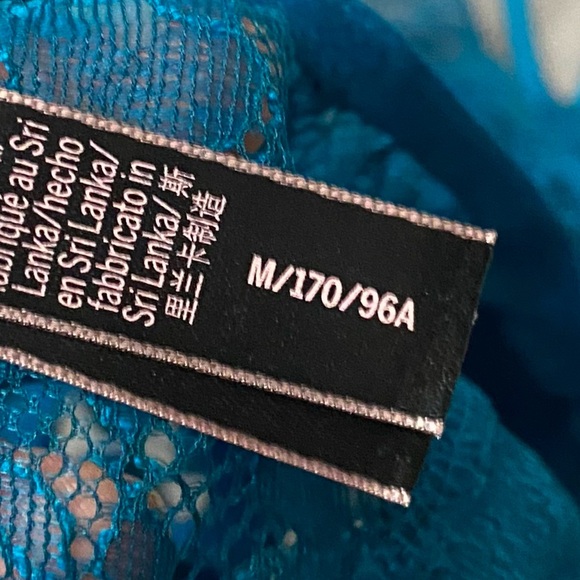 briqué au Sri
Lanka/hecho
en Sri Lanka/
fabbricato in
Sri Lanka/ 斯
里兰卡制造
M/170/96A